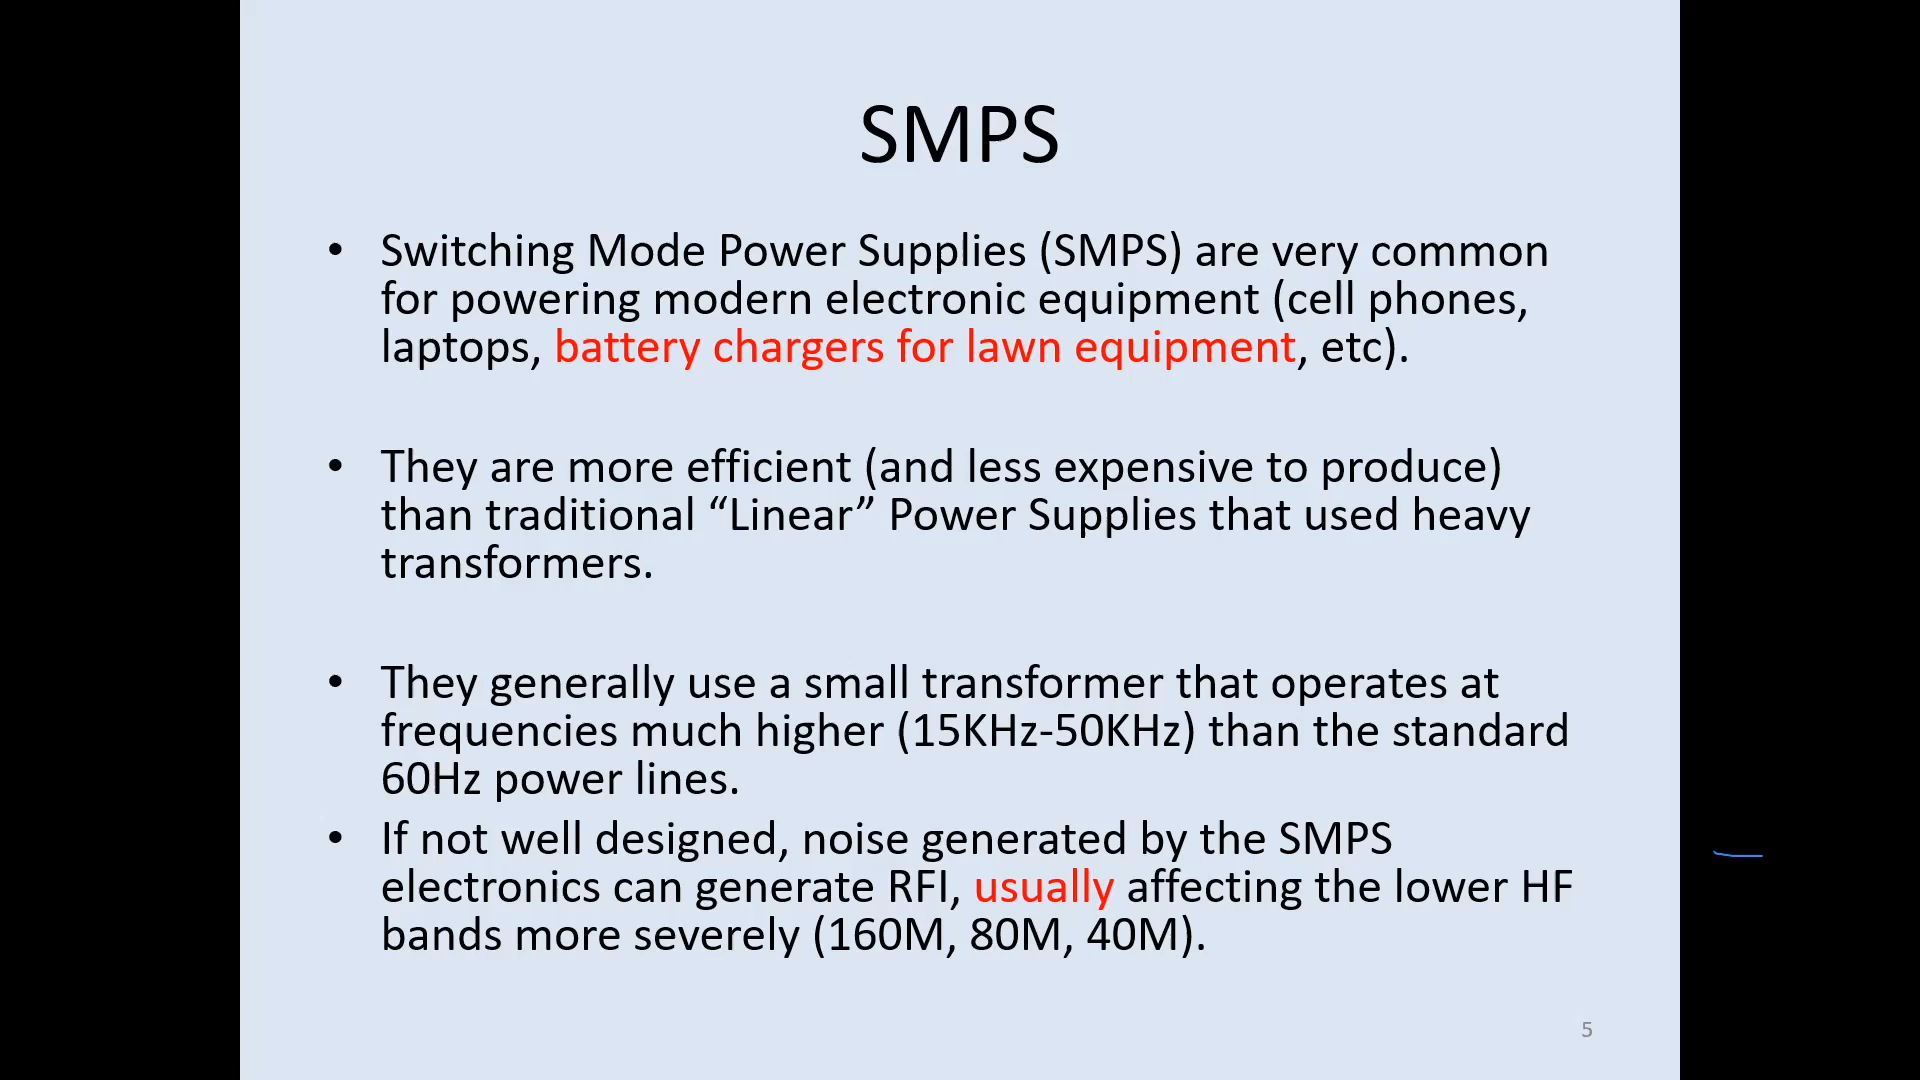 SMPS
• Switching Mode Power Supplies (SMPS) are very common
for powering modern electronic equipment (cell phones,
laptops, battery chargers for lawn equipment, etc).
• They are more efficient (and less expensive to produce)
than traditional “Linear” Power Supplies that used heavy
transformers.
• They generally use a small transformer that operates at
frequencies much higher (15KHz-50KHz) than the standard
60Hz power lines.
• If not well designed, noise generated by the SMPS
electronics can generate RFI, usually affecting the lower HF
bands more severely (160M, 80M, 40M).
5